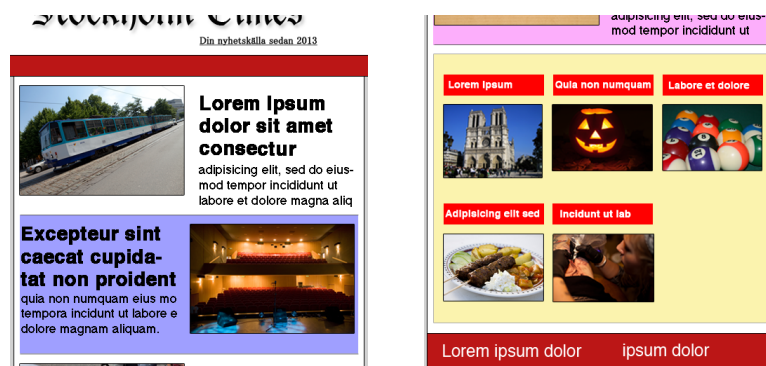 Stockholm Times
Din nyhetskälla sedan 2013
Lorem Ipsum
dolor sit amet
consectur
adipisicing elit, sed do eius-
mod tempor incididunt ut
labore et dolore magna aliq
Excepteur sint
caecat cupida-
tat non proident
quia non numquam eius mo
tempora incidunt ut labore e
dolore magnam aliquam.
adipisicing elit, sed do eius-
mod tempor incididunt ut
Lorem Ipsum
Quia non numquam
Labore et dolore
Adipisicing elit sed
Incidunt ut lab
Lorem ipsum dolor
ipsum dolor